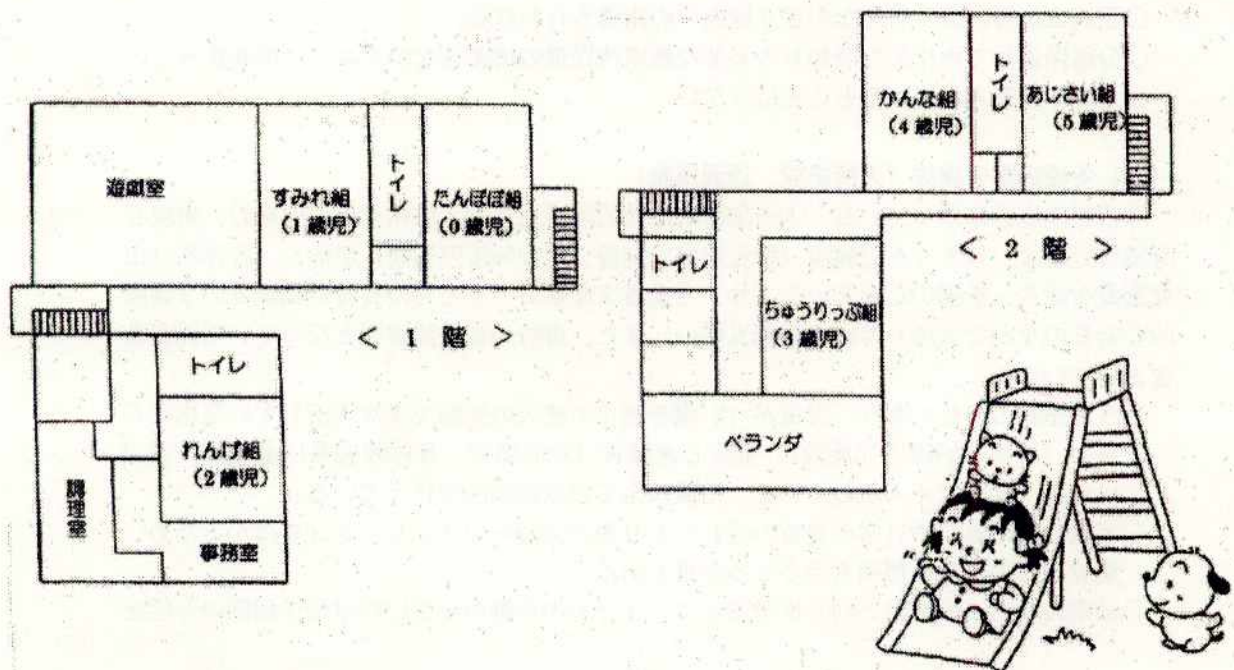 遊戯室
すみれ組
(1歳児)
トイレ
たんぽぽ組
(0歳児)
< 1 階 >
トイレ
れんげ組
(2歳児)
調理室
事務室
かんな組
(4歳児)
トイレ
あじさい組
(5歳児)
< 2 階 >
トイレ
ちゅうりっぷ組
(3歳児)
ベランダ